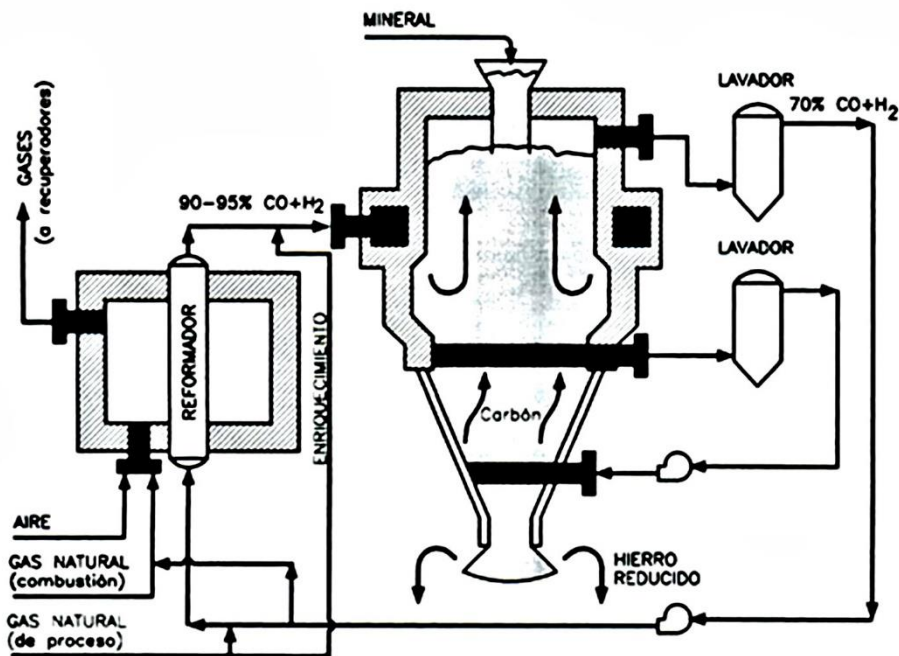 MINERAL
LAVADOR
70% CO+H2
GASES
(a recuperadores)
90-95% CO+H2
LAVADOR
REFORMADOR
ENRIQUECIMIENTO
Carbón
AIRE
GAS NATURAL
(combustión)
HIERRO
REDUCIDO
GAS NATURAL
(de proceso)